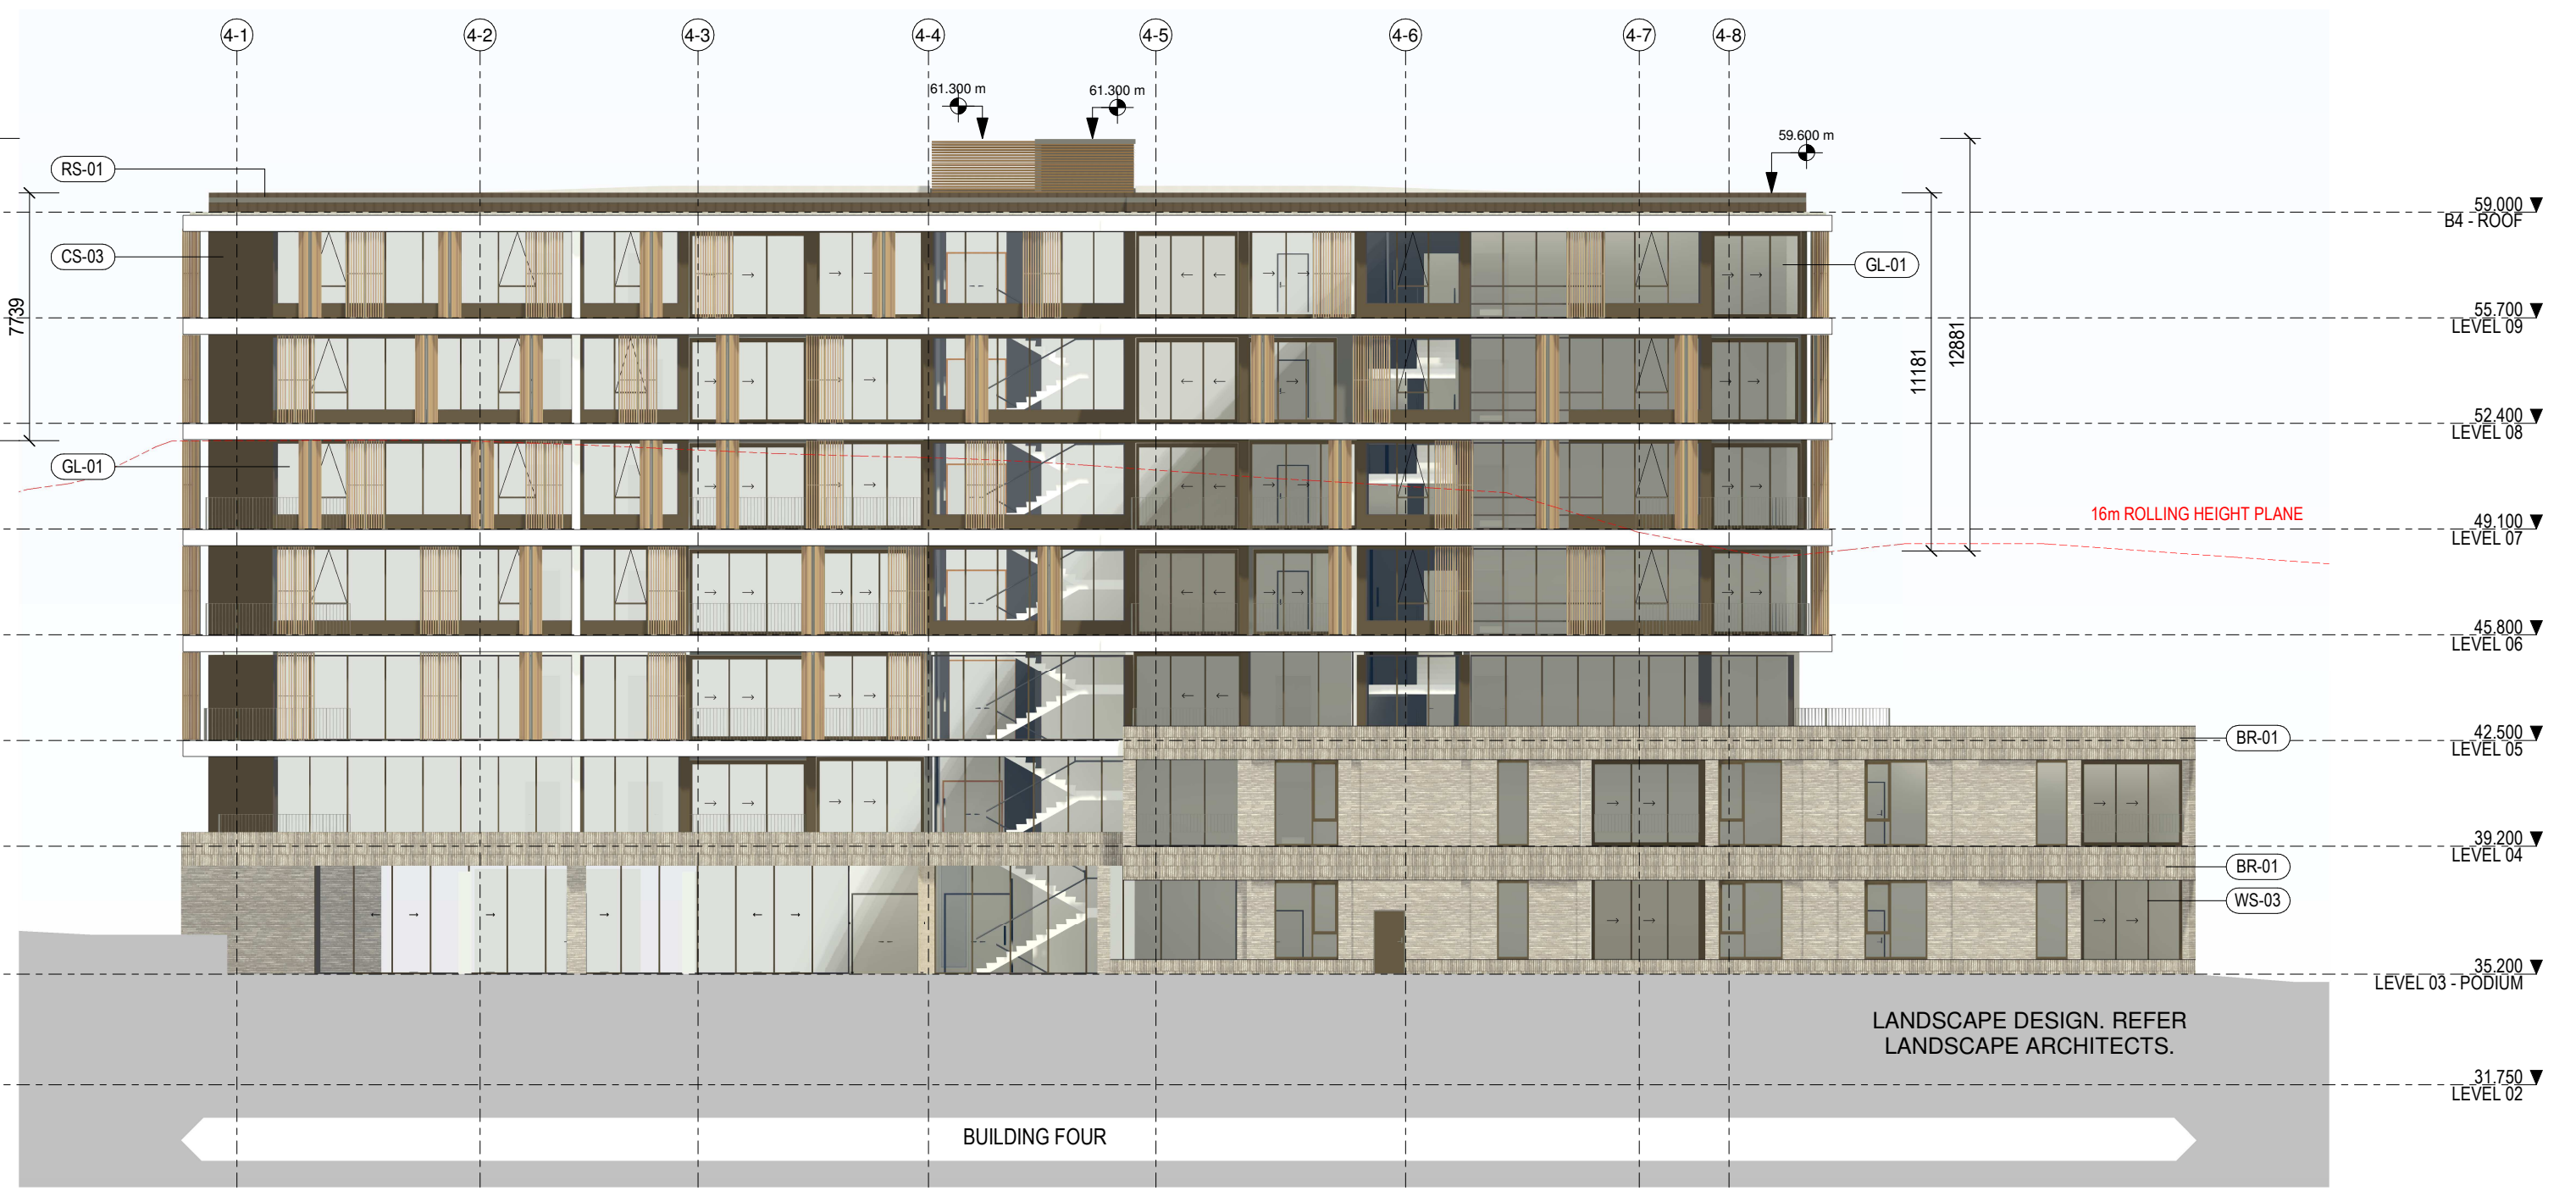 4-1 4-2 4-3 4-4 4-5 4-6 4-7 4-8
61.300 m 61.300 m
59.600 m
RS-01
59.000
B4 - ROOF
CS-03
GL-01
7739
55.700
LEVEL 09
11181
12881
52.400
LEVEL 08
GL-01
16m ROLLING HEIGHT PLANE
49.100
LEVEL 07
45.800
LEVEL 06
BR-01
42.500
LEVEL 05
39.200
LEVEL 04
BR-01
WS-03
35.200
LEVEL 03 - PODIUM
LANDSCAPE DESIGN. REFER
LANDSCAPE ARCHITECTS.
31.750
LEVEL 02
BUILDING FOUR